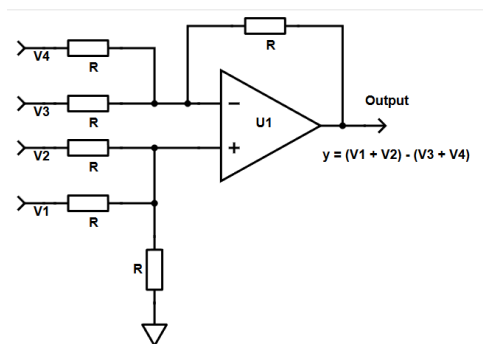 V4
R
R
V3
R
Output
U1
V2
R
y = (V1 + V2) - (V3 + V4)
V1
R
R